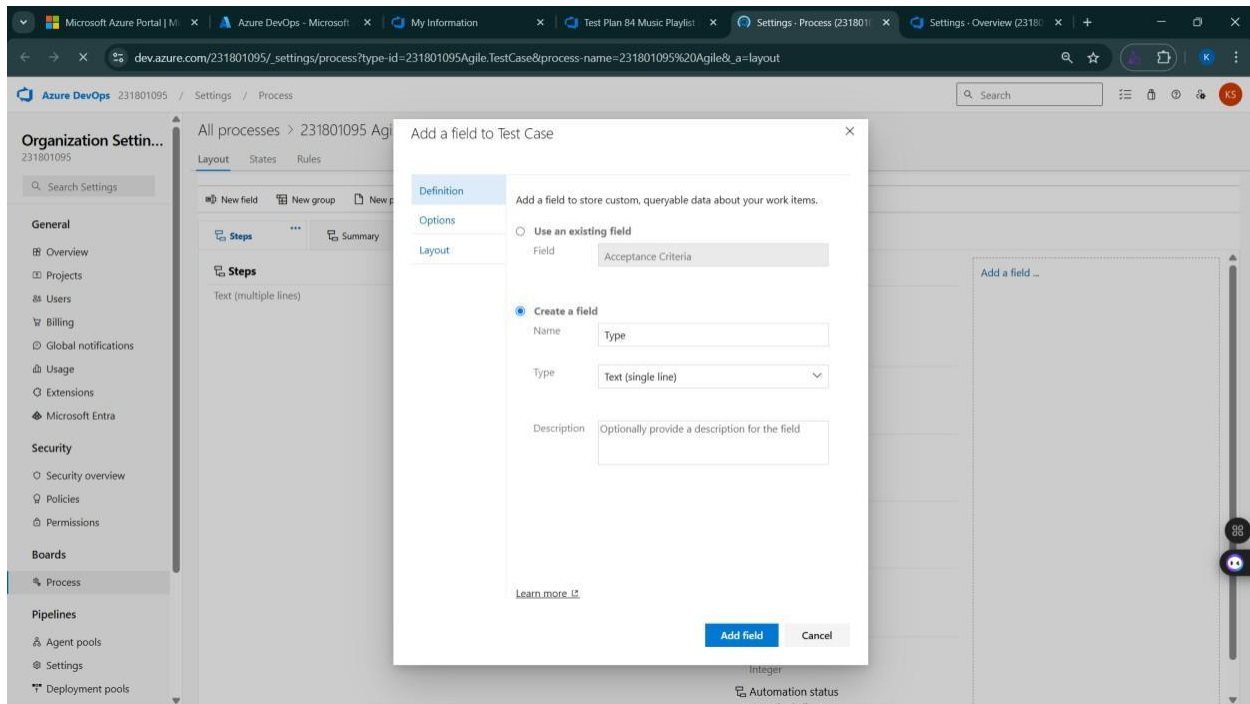 Microsoft Azure Portal | M
Azure DevOps - Microsoft
My Information
Test Plan 84 Music Playlist
Settings · Process (2318010
Settings - Overview (23180
dev.azure.com/231801095/_settings/process?type-id=231801095Agile.TestCase&process-name=231801095%20Agile&_a=layout
K
Azure DevOps 231801095 / Settings / Process
Search
KS
Organization Settin...
231801095
Search Settings
General
Overview
Projects
Users
Billing
Global notifications
Usage
Extensions
Microsoft Entra
Security
Security overview
Policies
Permissions
Boards
Process
Pipelines
Agent pools
Settings
Deployment pools
All processes > 231801095 Agi
Layout States Rules
New field New group New p
Steps ... Summary
Steps
Text (multiple lines)
Add a field to Test Case
Definition
Options
Layout
Add a field to store custom, queryable data about your work items.
Use an existing field
Field Acceptance Criteria
Create a field
Name Type
Type Text (single line)
Description Optionally provide a description for the field
Learn more
Add field Cancel
Add a field ...
Integer
Automation status